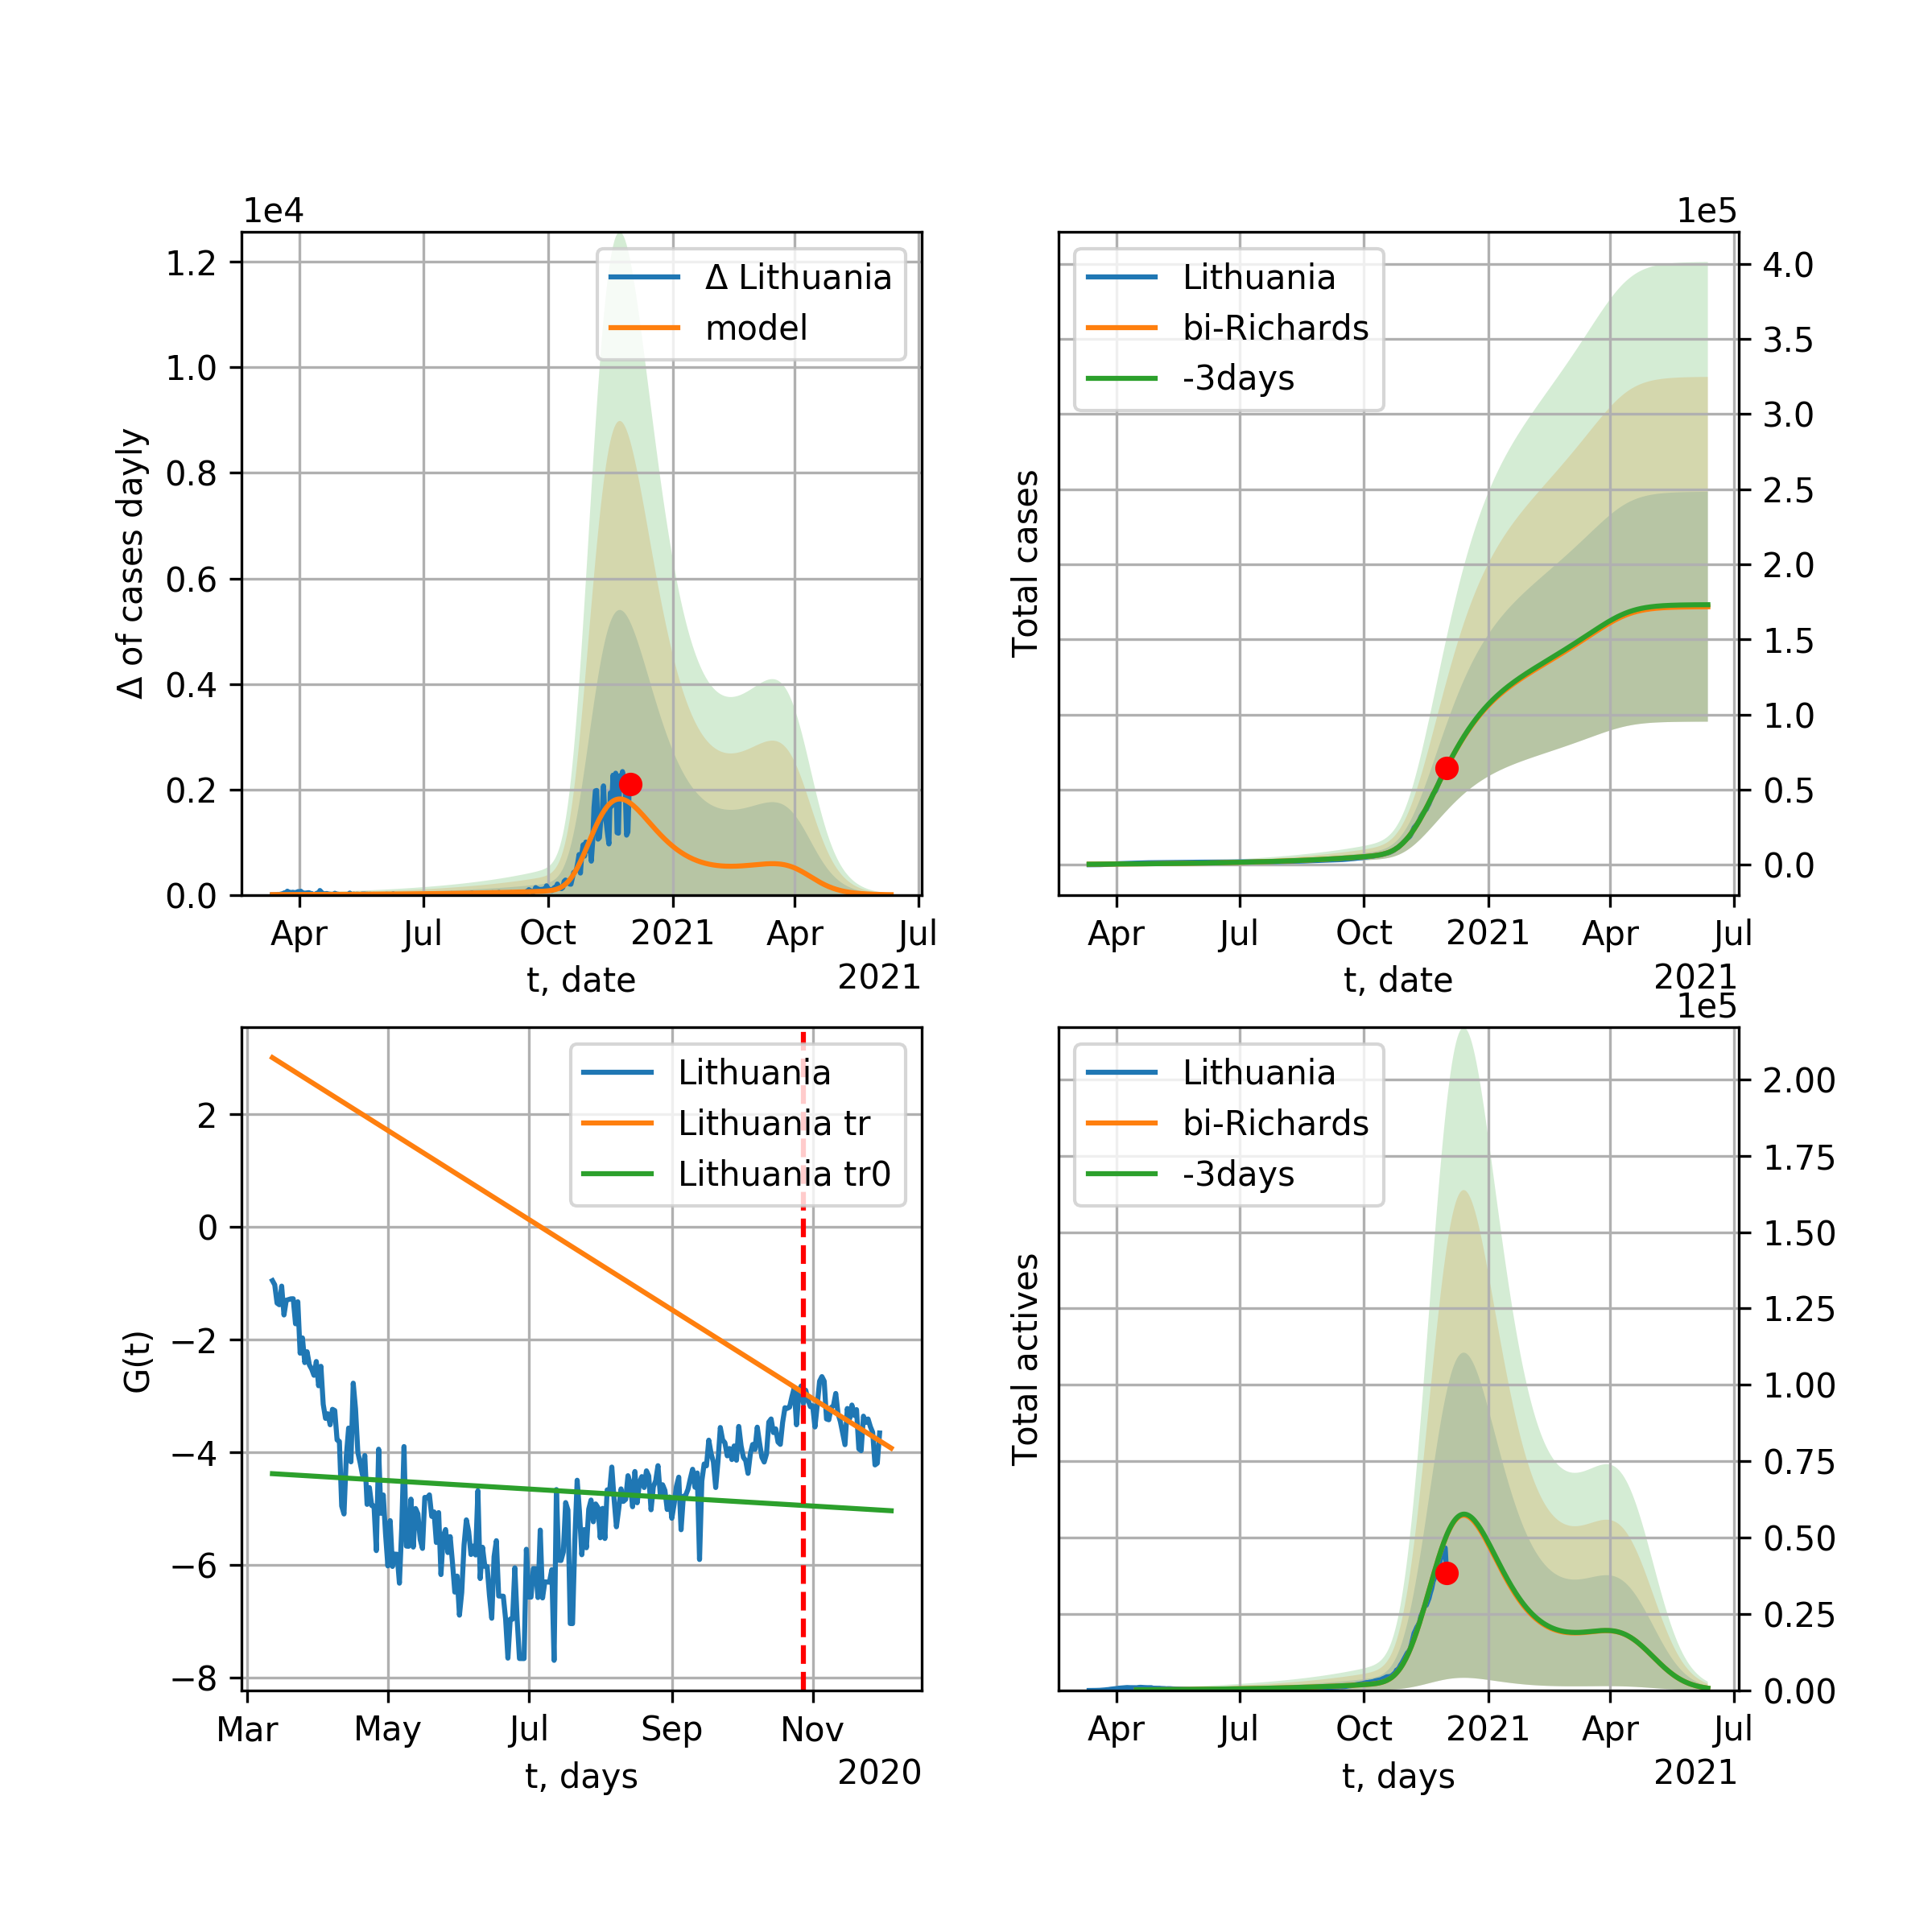 1e4
1.2
1.0
0.8
0.6
0.4
0.2
0.0
Δ of cases dayly
Δ Lithuania
model
Apr Jul Oct 2021 Apr Jul
t, date
2021
1e5
Lithuania
bi-Richards
-3days
Total cases
4.0
3.5
3.0
2.5
2.0
1.5
1.0
0.5
0.0
Apr Jul Oct 2021 Apr Jul
t, date
2021
2
0
−2
−4
−6
−8
G(t)
Lithuania
Lithuania tr
Lithuania tr0
Mar May Jul Sep Nov
t, days
2020
1e5
Lithuania
bi-Richards
-3days
Total actives
2.00
1.75
1.50
1.25
1.00
0.75
0.50
0.25
0.00
Apr Jul Oct 2021 Apr Jul
t, days
2021